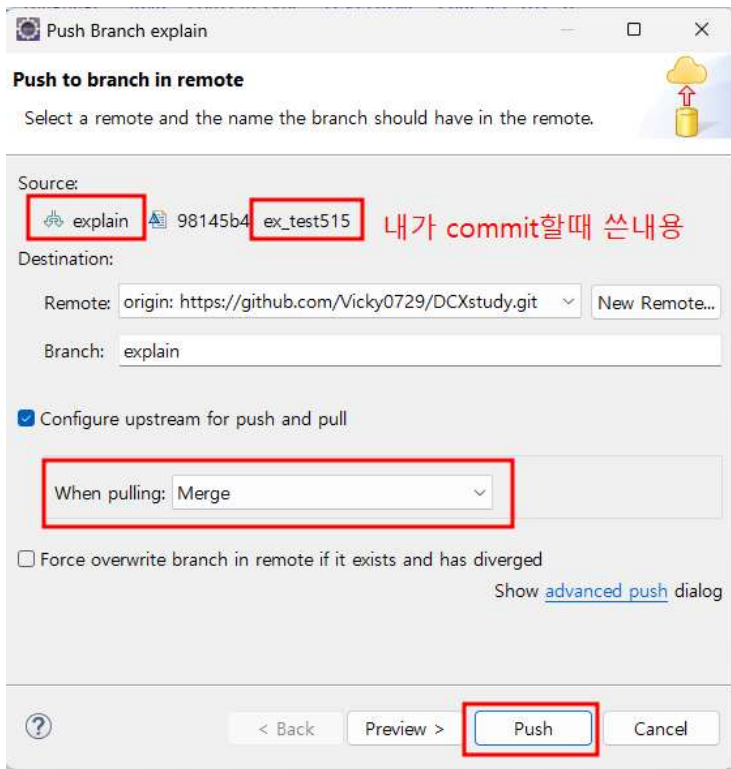 Push Branch explain
Push to branch in remote
Select a remote and the name the branch should have in the remote.
Source:
explain 98145b4 ex_test515 내가 commit할때 쓴내용
Destination:
Remote: origin: https://github.com/Vicky0729/DCXstudy.git New Remote...
Branch: explain
Configure upstream for push and pull
When pulling: Merge
Force overwrite branch in remote if it exists and has diverged
Show advanced push dialog
? < Back Preview > Push Cancel